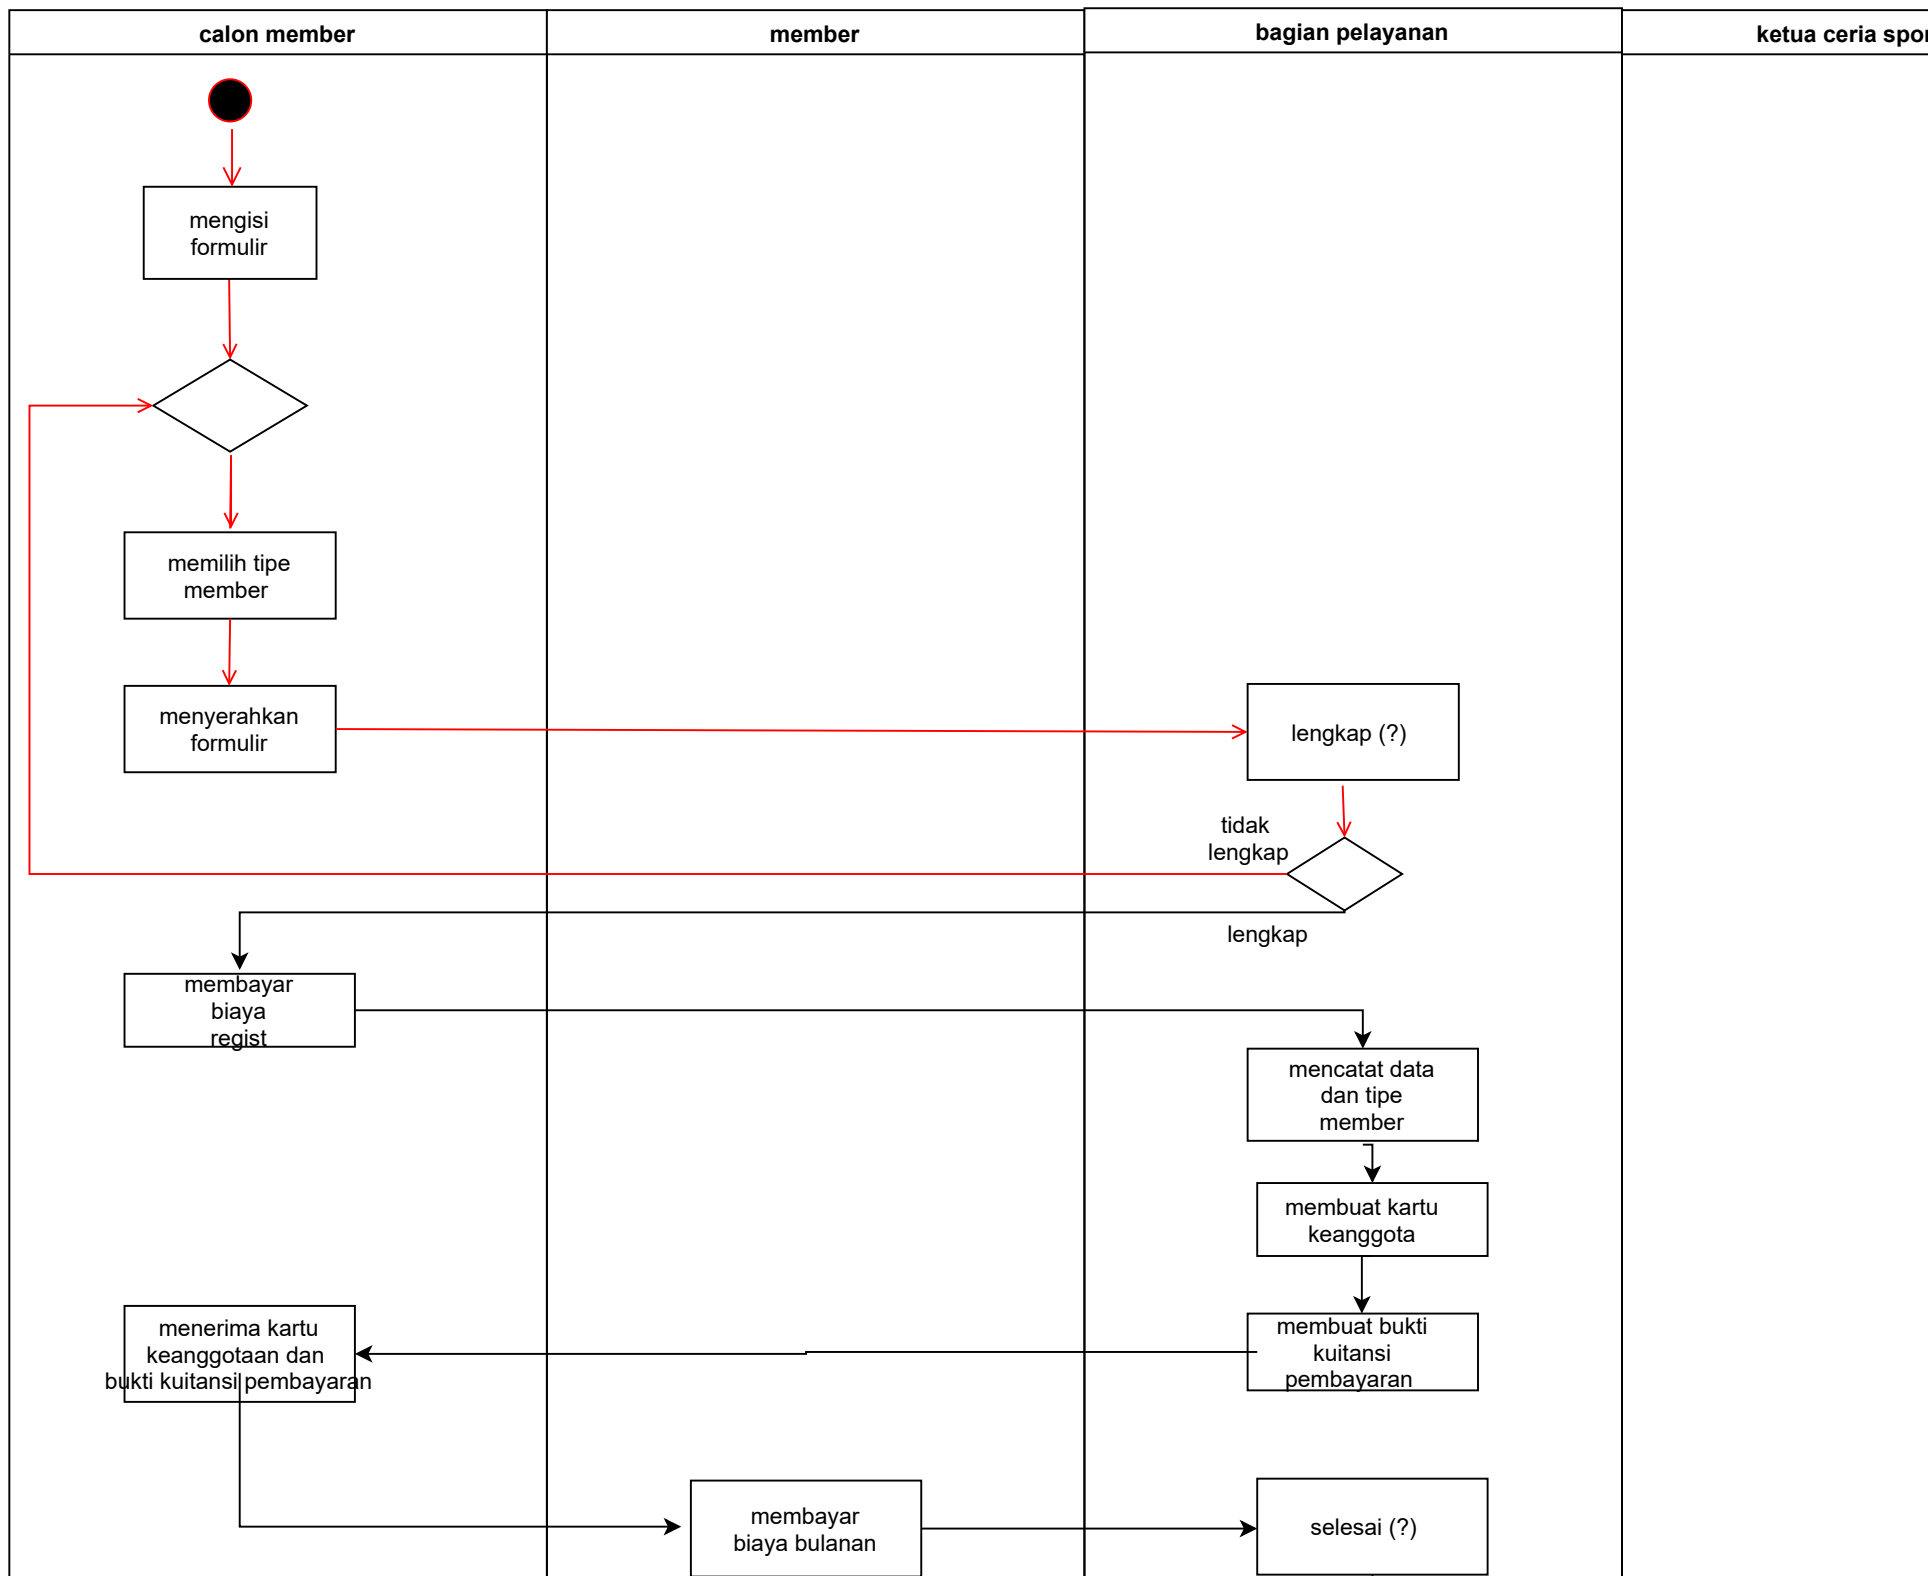 calon member
member
bagian pelayanan
ketua ceria spor
mengisi
formulir
memilih tipe
member
menyerahkan
formulir
lengkap (?)
tidak
lengkap
lengkap
membayar
biaya
regist
mencatat data
dan tipe
member
membuat kartu
keanggota
membuat bukti
kuitansi
pembayaran
menerima kartu
keanggotaan dan
bukti kuitansi pembayaran
membayar
biaya bulanan
selesai (?)